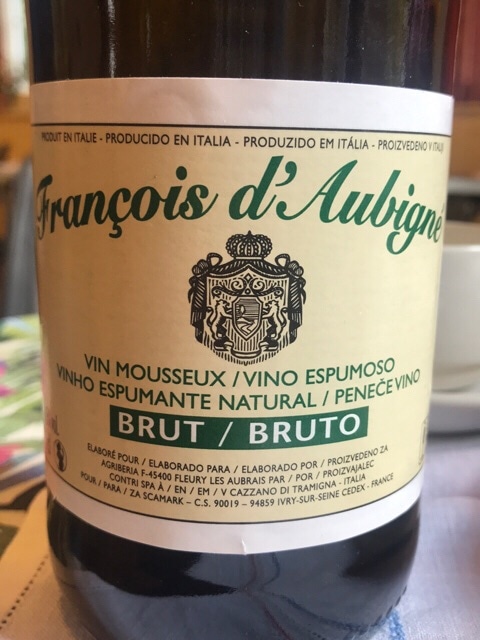 PRODUIT EN ITALIE - PRODUCIDO EN ITALIA - PRODUZIDO EM ITÁLIA - PROIZVEDENO V
François d'Aubigné
VIN MOUSSEUX / VINO ESPUMOSO
VINHO ESPUMANTE NATURAL / PENEČE VINO
BRUT / BRUTO
ELABORÉ POUR / ELABORADO PARA / ELABORADO POR / PROIZVEDENO ZA
AGRIBERIA F-45400 FLEURY LES AUBRAIS PAR / POR / PROIZVAJALEC
CONTRI SPA À / EN / EM / V CAZZANO DI TRAMIGNA - ITALIA
POUR / PARA / ZA SCAMARK - C.S. 90019 - 94859 IVRY-SUR-SEINE CEDEX - FRANCE